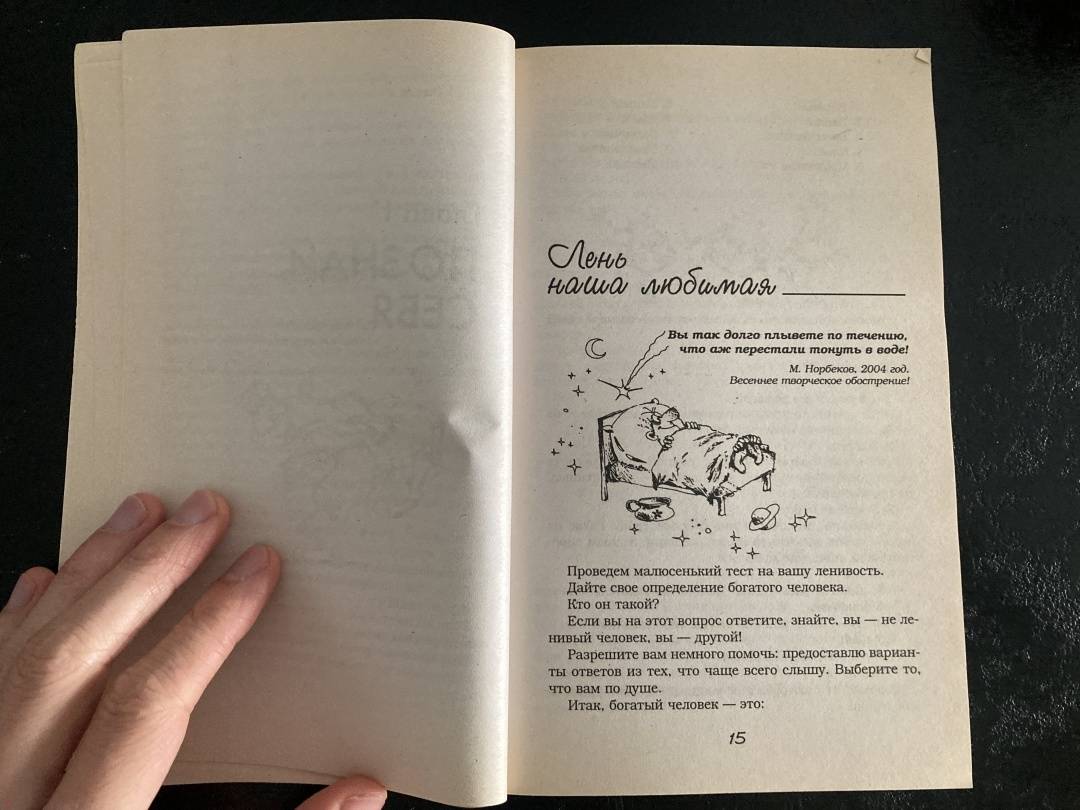 Лень
наша любимая
Вы так долго плывете по течению,
что аж перестали тонуть в воде!
М. Норбеков, 2004 год.
Весеннее творческое обострение!
Проведем малюсенький тест на вашу ленивость.
Дайте свое определение богатого человека.
Кто он такой?
Если вы на этот вопрос ответите, знайте, вы — не ле-
нивый человек, вы — другой!
Разрешите вам немного помочь: предоставлю вариан-
ты ответов из тех, что чаще всего слышу. Выберите то,
что вам по душе.
Итак, богатый человек — это:
15